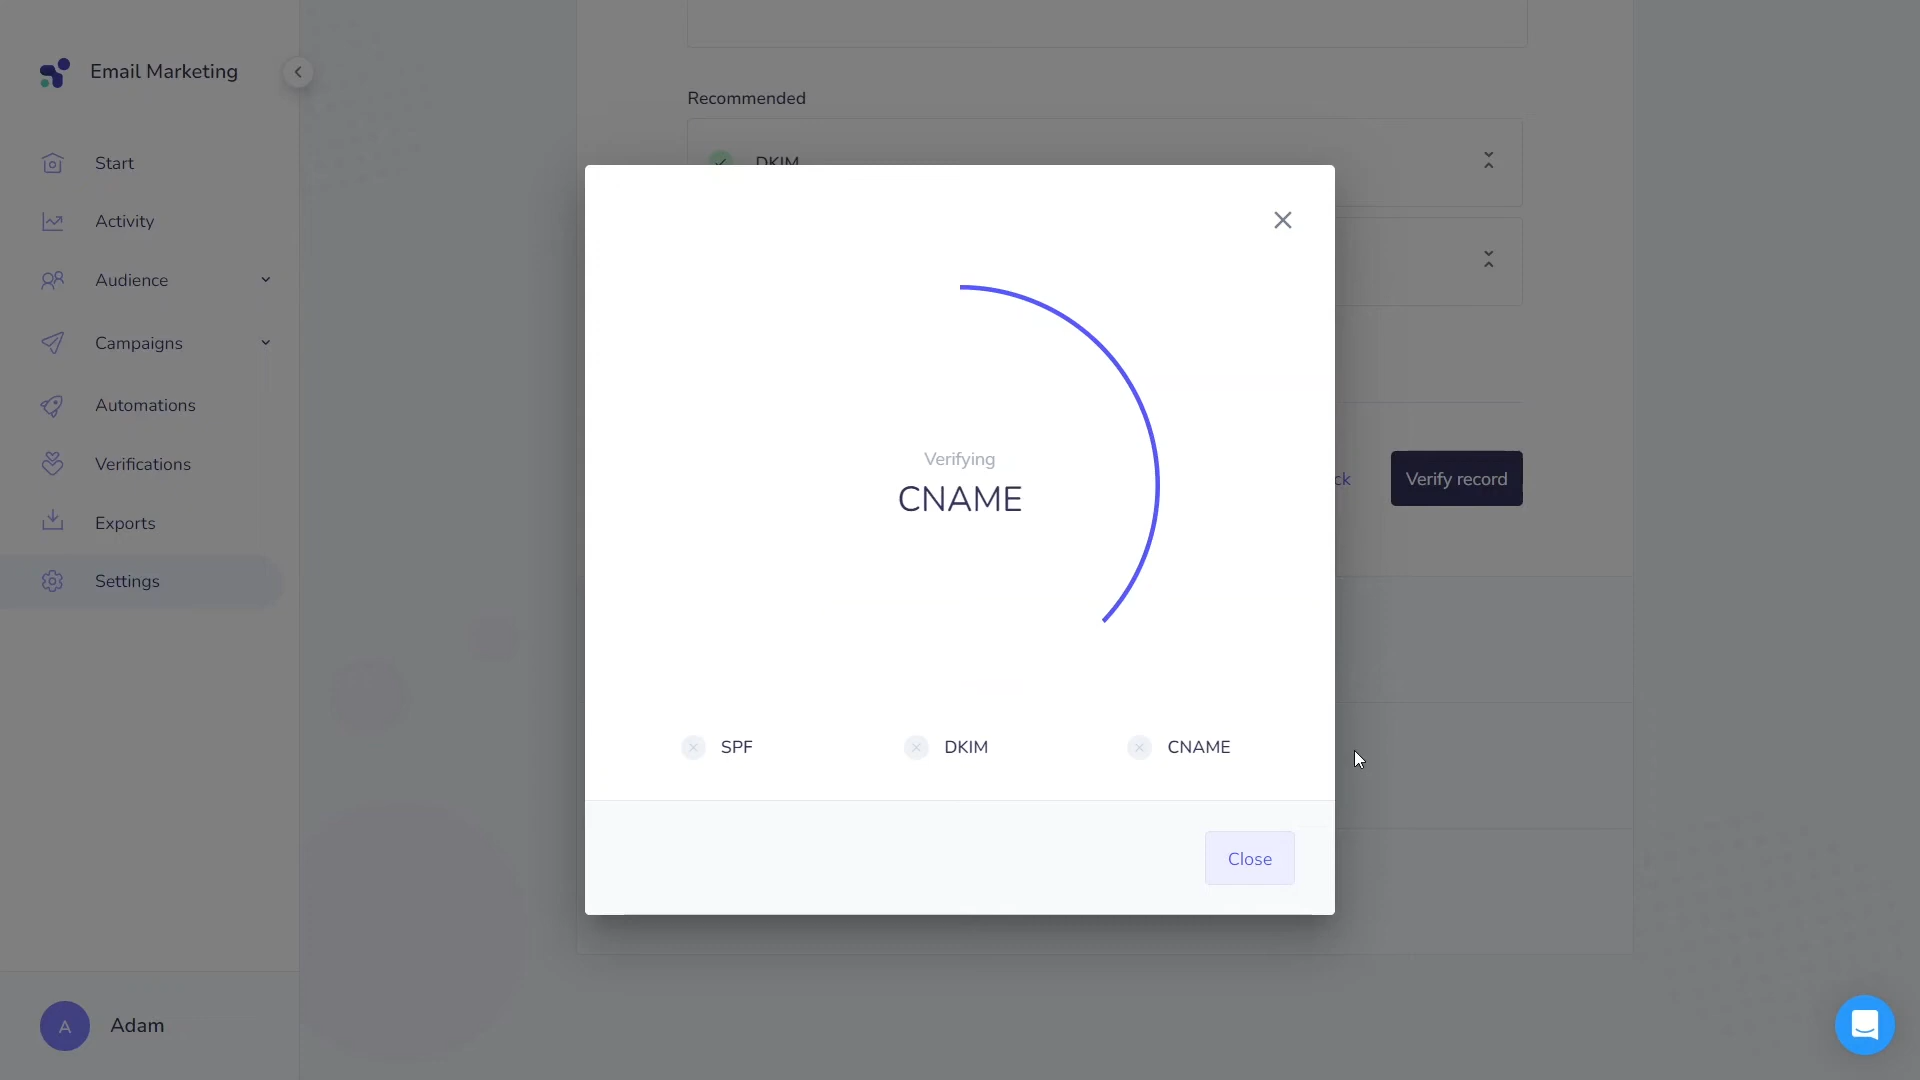 Email Marketing
Start
Activity
Audience
Campaigns
Automations
Verifications
Exports
Settings
A
Adam
Recommended
DKIM
ck
Verify record
Verifying
CNAME
SPF
DKIM
CNAME
Close